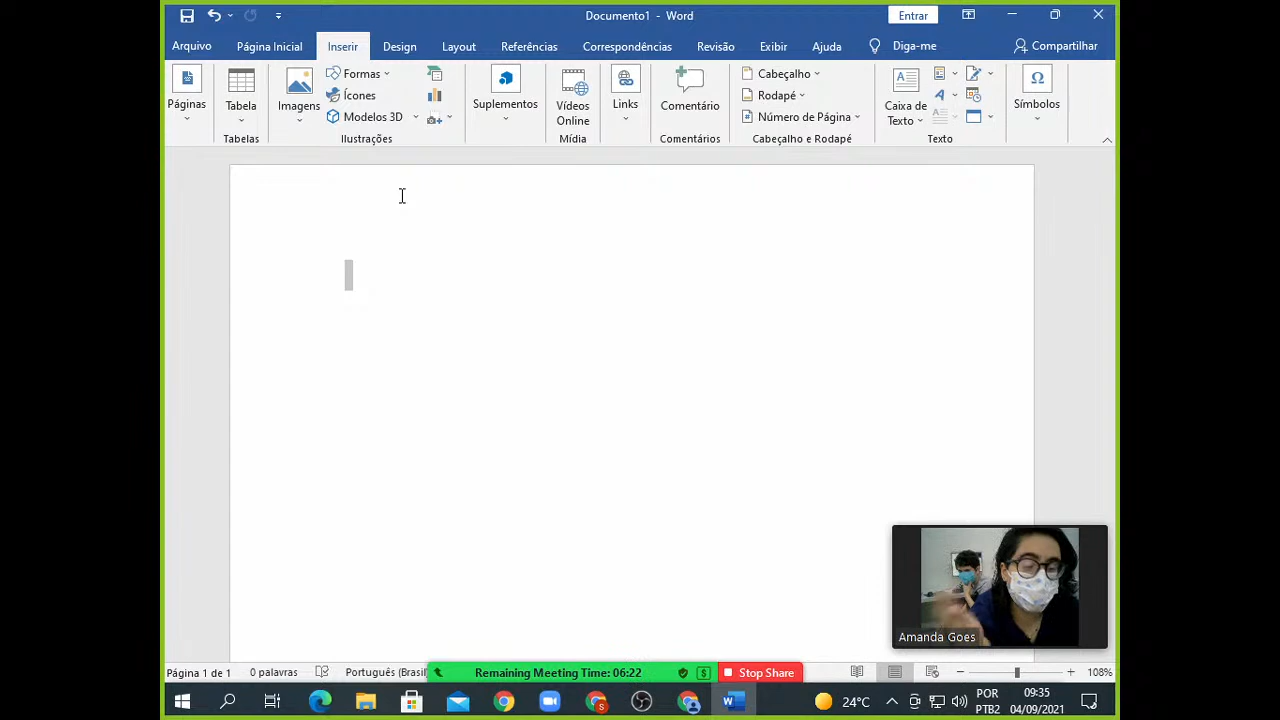 Documento1 - Word
Entrar
Arquivo
Página Inicial
Inserir
Design
Layout
Referências
Correspondências
Revisão
Exibir
Ajuda
Diga-me
Compartilhar
Páginas
Tabela
Tabelas
Imagens
Formas
Ícones
Modelos 3D
Ilustrações
Suplementos
Vídeos
Online
Mídia
Links
Comentário
Comentários
Cabeçalho
Rodapé
Número de Página
Cabeçalho e Rodapé
Caixa de
Texto
Texto
Símbolos
Amanda Goes
Página 1 de 1
0 palavras
Português (Brasil
Remaining Meeting Time: 06:22
Stop Share
108%
24°C
POR
PTB2
09:35
04/09/2021